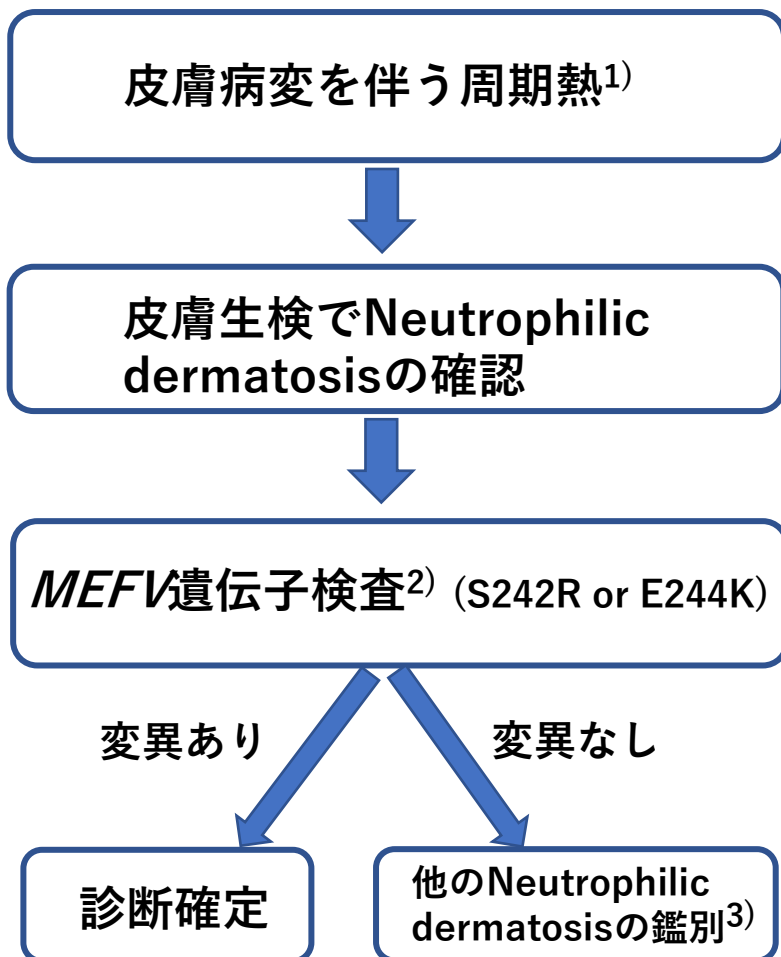 皮膚病変を伴う周期熱1)
皮膚生検でNeutrophilic
dermatosisの確認
MEFV遺伝子検査2) (S242R or E244K)
変異あり
変異なし
診断確定
他のNeutrophilic
dermatosisの鑑別3)